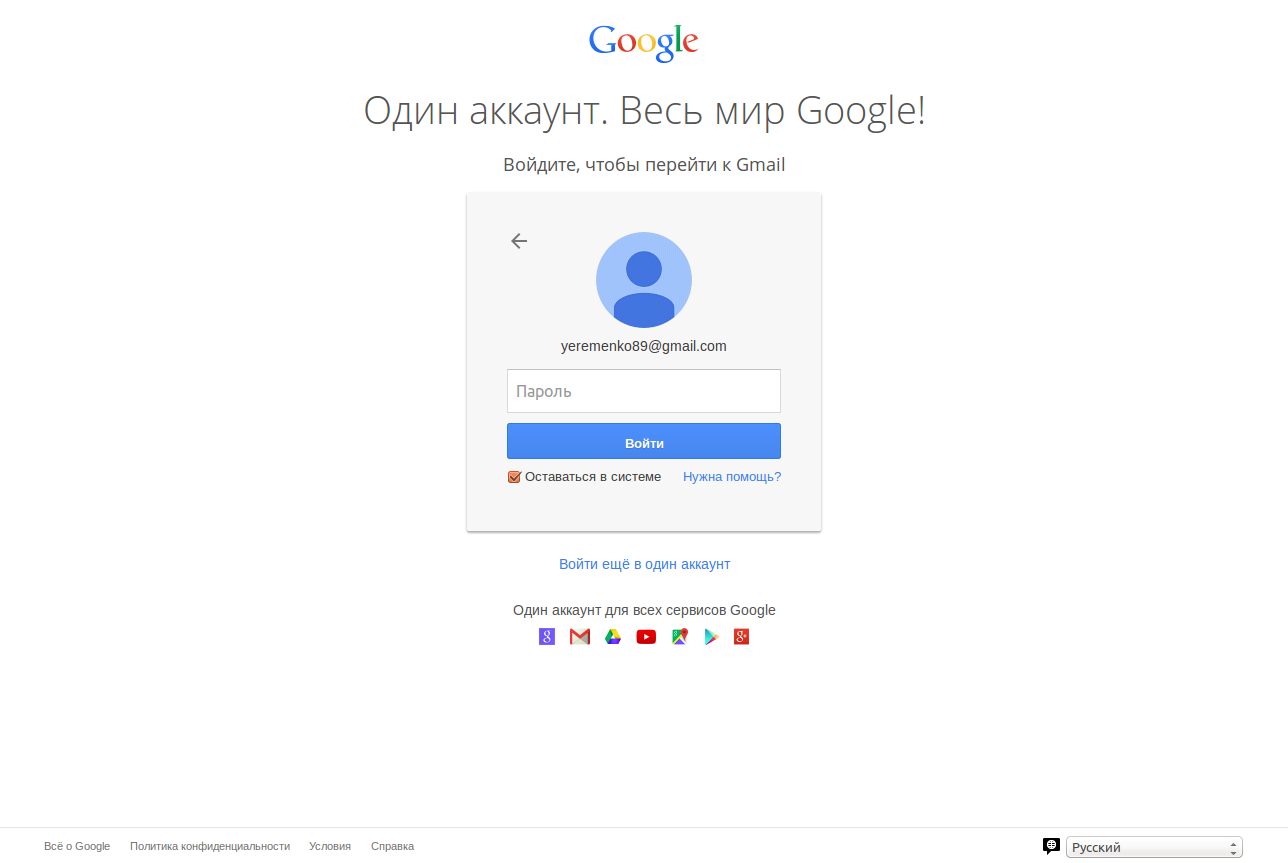 Google
Один аккаунт. Весь мир Google!
Войдите, чтобы перейти к Gmail
yeremenko89@gmail.com
Пароль
Войти
Оставаться в системе Нужна помощь?
Войти ещё в один аккаунт
Один аккаунт для всех сервисов Google
Всё о Google Политика конфиденциальности Условия Справка Русский